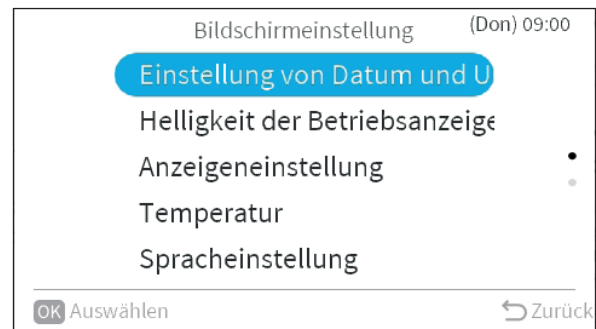 Bildschirmeinstellung (Don) 09:00
Einstellung von Datum und U
Helligkeit der Betriebsanzeige
Anzeigeneinstellung
Temperatur
Spracheinstellung
OK Auswählen Zurück